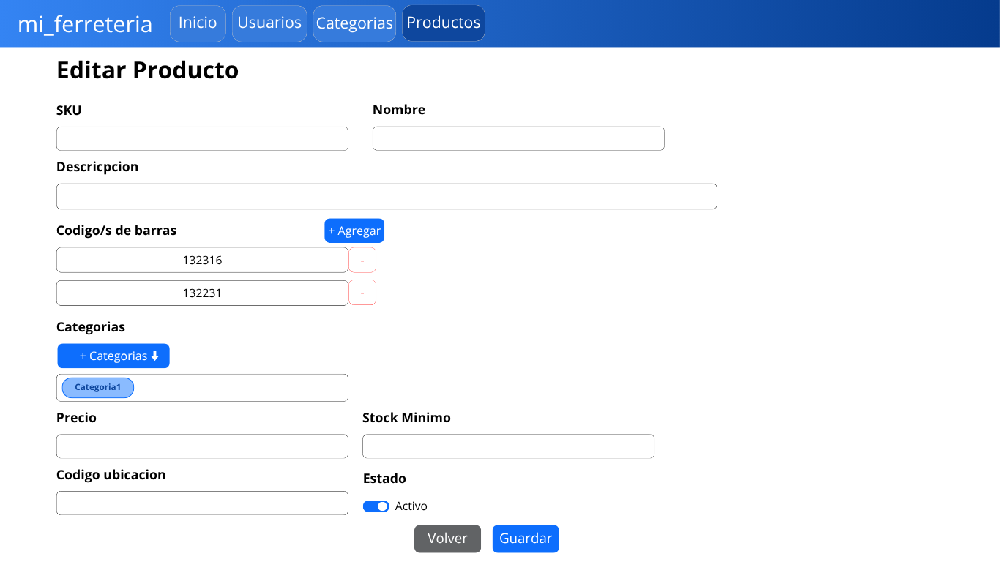 mi_ferreteria Inicio Usuarios Categorias Productos
Editar Producto
SKU Nombre
Descricpcion
Codigo/s de barras + Agregar
132316 -
132231 -
Categorias
+ Categorias
Categoria1
Precio Stock Minimo
Codigo ubicacion Estado
Activo
Volver Guardar